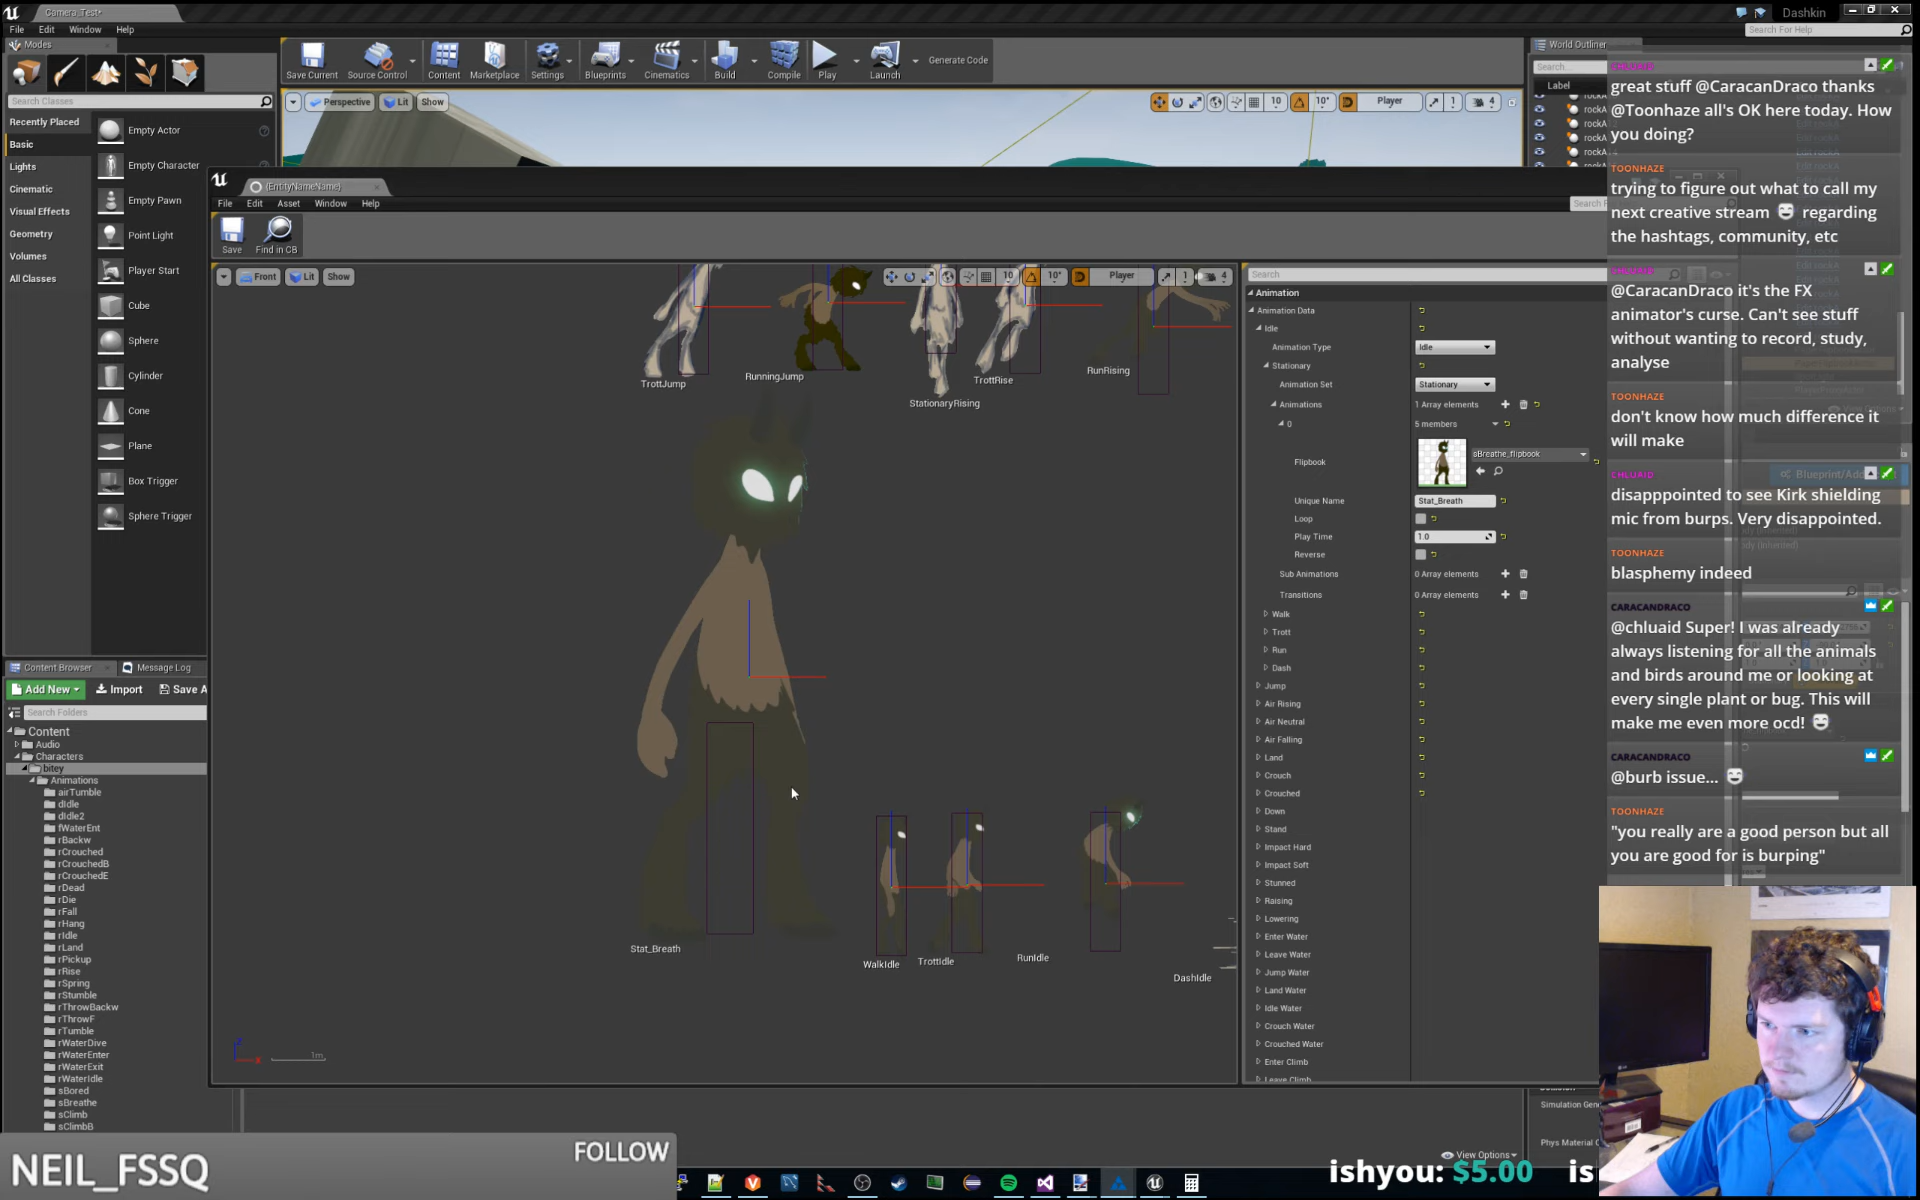 Camera_Test*
Dashkin
File Edit Window Help
Search For Help
Modes
Save Current
Source Control
Content
Marketplace
Settings
Blueprints
Cinematics
Build
Compile
Play
Launch
Generate Code
World Outliner
Search...
Label
Search Classes
Perspective Lit Show
10 10° Player 1 4
Recently Placed
Basic
Lights
Cinematic
Visual Effects
Geometry
Volumes
All Classes
Empty Actor
Empty Character
Empty Pawn
Point Light
Player Start
Cube
Sphere
Cylinder
Cone
Plane
Box Trigger
Sphere Trigger
{EntityNameName}
File Edit Asset Window Help
Save
Find in CB
Front Lit Show
10 10° Player 1 4
TrottJump
RunningJump
StationaryRising
TrottRise
RunRising
Stat_Breath
WalkIdle
TrottIdle
RunIdle
DashIdle
1m
Search
Animation
Animation Data
Idle
Animation Type Idle
Stationary
Animation Set Stationary
Animations 1 Array elements
0 5 members
Flipbook sBreathe_flipbook
Unique Name Stat_Breath
Loop
Play Time 1.0
Reverse
Sub Animations 0 Array elements
Transitions 0 Array elements
Walk
Trott
Run
Dash
Jump
Air Rising
Air Neutral
Air Falling
Land
Crouch
Crouched
Down
Stand
Impact Hard
Impact Soft
Stunned
Raising
Lowering
Enter Water
Leave Water
Jump Water
Land Water
Idle Water
Crouch Water
Crouched Water
Enter Climb
Leave Climb
Content Browser
Message Log
Add New Import Save A
Search Folders
Content
Audio
Characters
bitey
Animations
airTumble
dIdle
dIdle2
fWaterEnt
rBackw
rCrouched
rCrouchedB
rCrouchedE
rDead
rDie
rFall
rHang
rIdle
rLand
rPickup
rRise
rSpring
rStumble
rThrowBackw
rThrowF
rTumble
rWaterDive
rWaterEnter
rWaterExit
rWaterIdle
sBored
sBreathe
sClimb
sClimbB
CHLUAID
great stuff @CaracanDraco thanks
@Toonhaze all's OK here today. How
you doing?
TOONHAZE
trying to figure out what to call my
next creative stream regarding
the hashtags, community, etc
CHLUAID
@CaracanDraco it's the FX
animator's curse. Can't see stuff
without wanting to record, study,
analyse
TOONHAZE
don't know how much difference it
will make
CHLUAID
disapppointed to see Kirk shielding
mic from burps. Very disappointed.
TOONHAZE
blasphemy indeed
CARACANDRACO
@chluaid Super! I was already
always listening for all the animals
and birds around me or looking at
every single plant or bug. This will
make me even more ocd!
CARACANDRACO
@burb issue...
TOONHAZE
"you really are a good person but all
you are good for is burping"
Simulation Gen
Phys Material
View Options
NEIL_FSSQ
FOLLOW
ishyou: $5.00 is